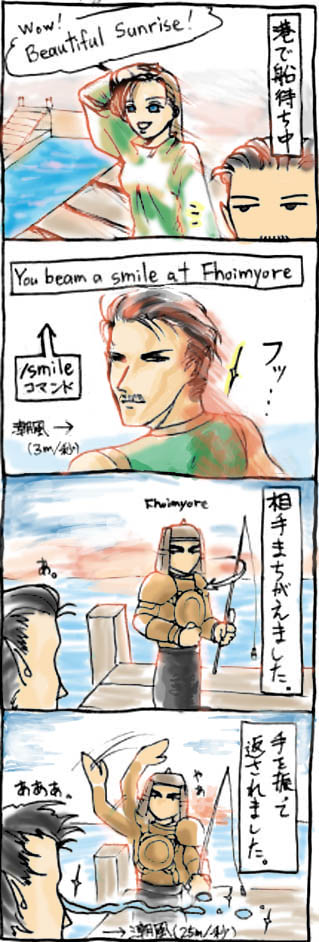 Wow!
Beautiful Sunrise!
港で船待ち中
You beam a smile at Fhoimyore
/smile
コマンド
フッ…
潮風 →
(3m/秒)
相手まちがえました。
Fhoimyore
あ。
手を振って
返されました。
やぁ
あああ。
→潮風(25m/秒)